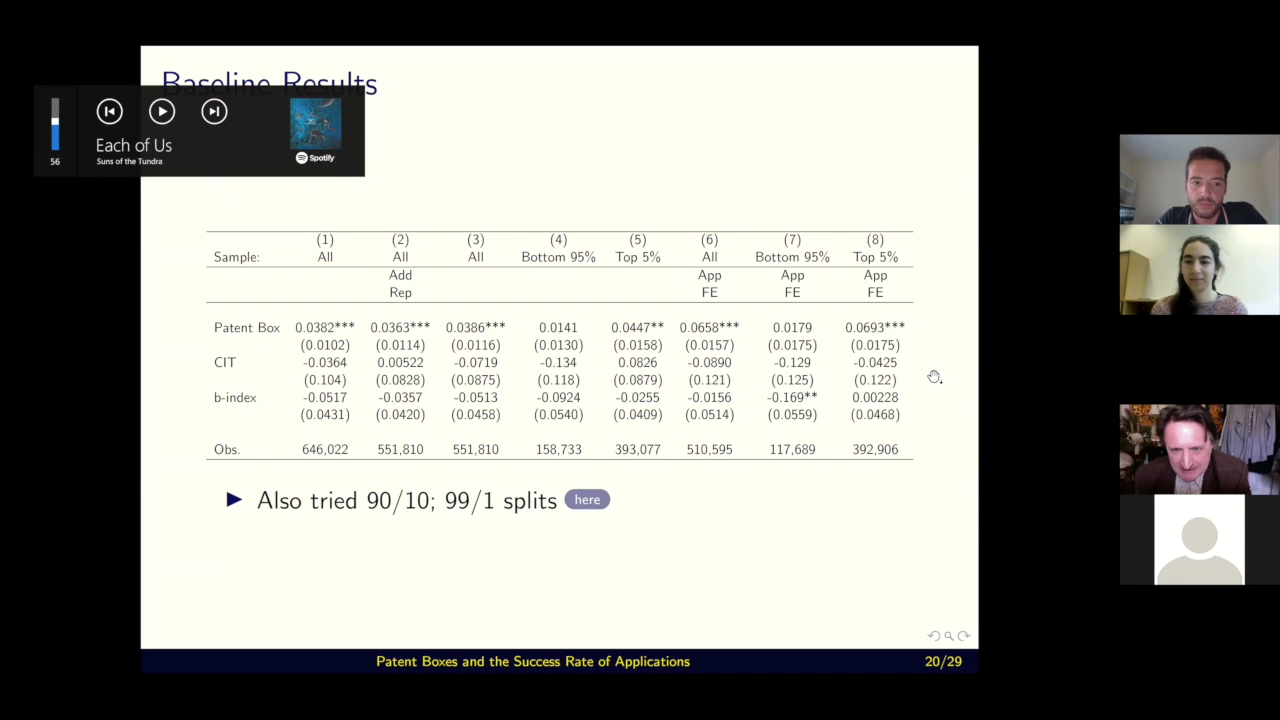 Baseline Results
Each of Us
Suns of the Tundra
56
Spotify
(1) (2) (3) (4) (5) (6) (7) (8)
Sample: All All All Bottom 95% Top 5% All Bottom 95% Top 5%
Add App App App
Rep FE FE FE
Patent Box 0.0382*** 0.0363*** 0.0386*** 0.0141 0.0447** 0.0658*** 0.0179 0.0693***
(0.0102) (0.0114) (0.0116) (0.0130) (0.0158) (0.0157) (0.0175) (0.0175)
CIT -0.0364 0.00522 -0.0719 -0.134 0.0826 -0.0890 -0.129 -0.0425
(0.104) (0.0828) (0.0875) (0.118) (0.0879) (0.121) (0.125) (0.122)
b-index -0.0517 -0.0357 -0.0513 -0.0924 -0.0255 -0.0156 -0.169** 0.00228
(0.0431) (0.0420) (0.0458) (0.0540) (0.0409) (0.0514) (0.0559) (0.0468)
Obs. 646,022 551,810 551,810 158,733 393,077 510,595 117,689 392,906
Also tried 90/10; 99/1 splits here
Patent Boxes and the Success Rate of Applications 20/29